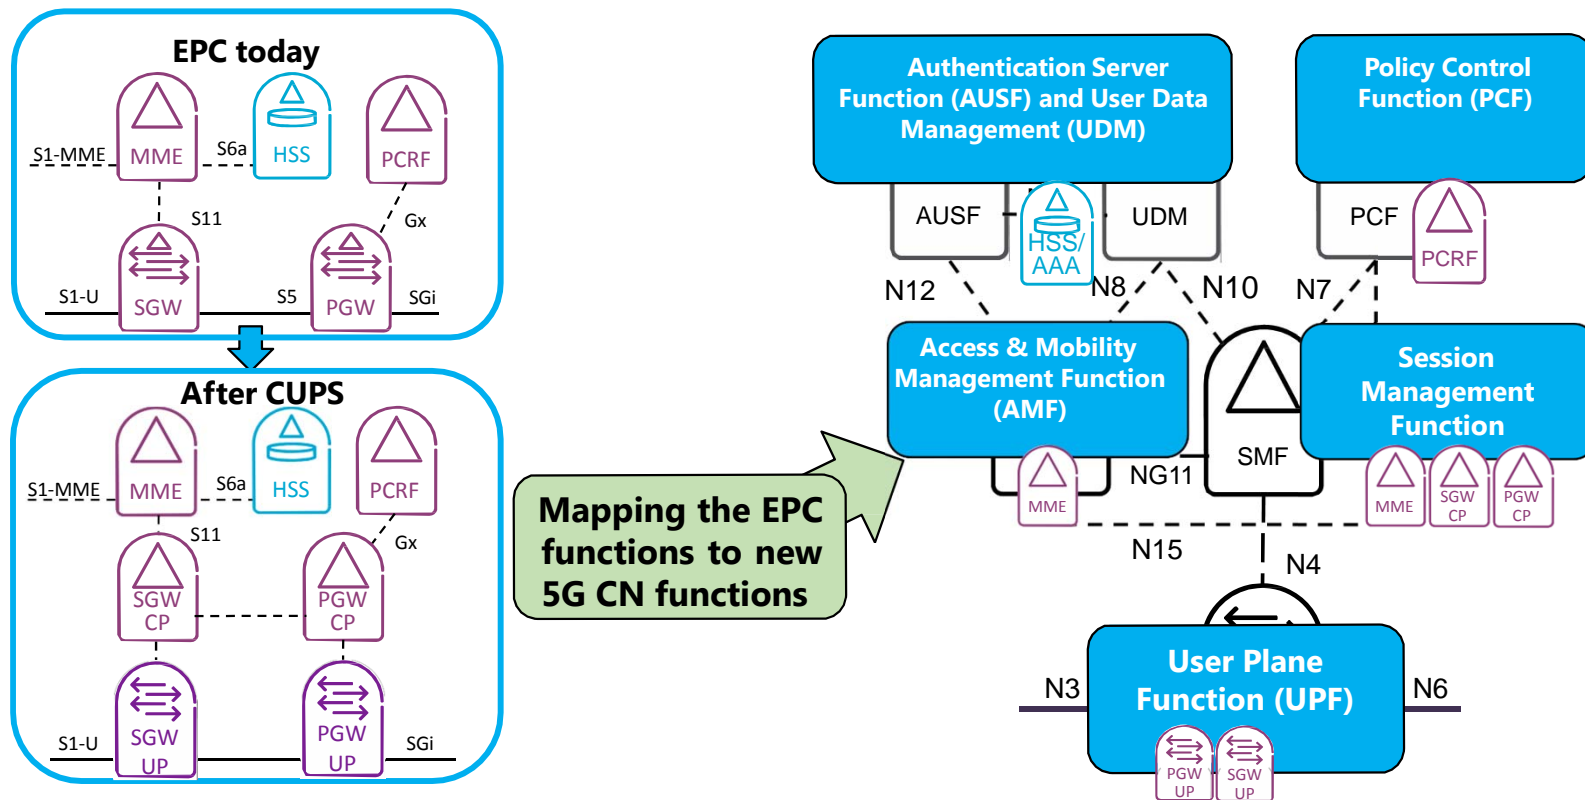 EPC today
MME
HSS
PCRF
S1-MME
S6a
S11
Gx
S1-U
SGW
S5
PGW
SGi
After CUPS
MME
HSS
PCRF
S1-MME
S6a
S11
Gx
SGW
CP
PGW
CP
S1-U
SGW
UP
PGW
UP
SGi
Mapping the EPC
functions to new
5G CN functions
Authentication Server
Function (AUSF) and User Data
Management (UDM)
Policy Control
Function (PCF)
AUSF
HSS/
AAA
UDM
PCF
PCRF
N12
N8
N10
N7
Access & Mobility
Management Function
(AMF)
Session
Management
Function
SMF
NG11
MME
MME
SGW
CP
PGW
CP
N15
N4
User Plane
Function (UPF)
N3
N6
PGW
UP
SGW
UP